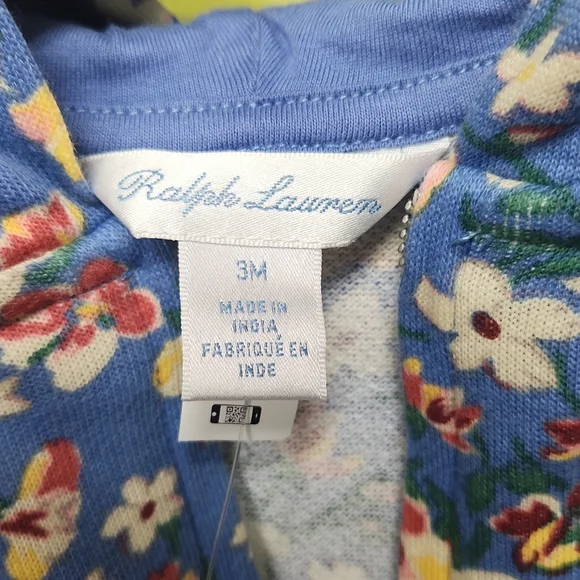 Ralph Lauren
3M
MADE IN
INDIA,
FABRIQUÉ EN
INDE